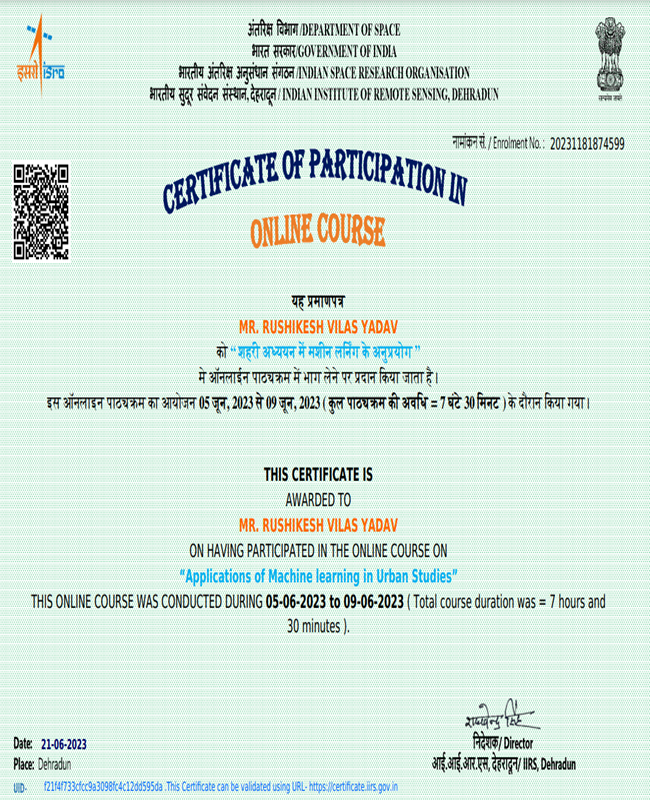 अंतरिक्ष विभाग /DEPARTMENT OF SPACE
भारत सरकार/GOVERNMENT OF INDIA
भारतीय अंतरिक्ष अनुसंधान संगठन/INDIAN SPACE RESEARCH ORGANISATION
भारतीय सुदूर संवेदन संस्थान,देहरादून/ INDIAN INSTITUTE OF REMOTE SENSING, DEHRADUN
इसरो isro
सत्यमेव जयते
नामांकन सं. / Enrolment No. : 20231181874599
CERTIFICATE OF PARTICIPATION IN
ONLINE COURSE
यह प्रमाणपत्र
MR. RUSHIKESH VILAS YADAV
को “शहरी अध्ययन में मशीन लर्निंग के अनुप्रयोग ”
मे ऑनलाईन पाठ्यक्रम में भाग लेने पर प्रदान किया जाता है।
इस ऑनलाइन पाठ्यक्रम का आयोजन 05 जून, 2023 से 09 जून, 2023 ( कुल पाठ्यक्रम की अवधि = 7 घंटे 30 मिनट ) के दौरान किया गया।
THIS CERTIFICATE IS
AWARDED TO
MR. RUSHIKESH VILAS YADAV
ON HAVING PARTICIPATED IN THE ONLINE COURSE ON
“Applications of Machine learning in Urban Studies”
THIS ONLINE COURSE WAS CONDUCTED DURING 05-06-2023 to 09-06-2023 ( Total course duration was = 7 hours and
30 minutes ).
Date: 21-06-2023
निदेशक/ Director
Place: Dehradun
आई.आई.आर.एस, देहरादून/ IIRS, Dehradun
UID- f21f4f733cfcc9a3098fc4c12dd595da .This Certificate can be validated using URL- https://certificate.iirs.gov.in